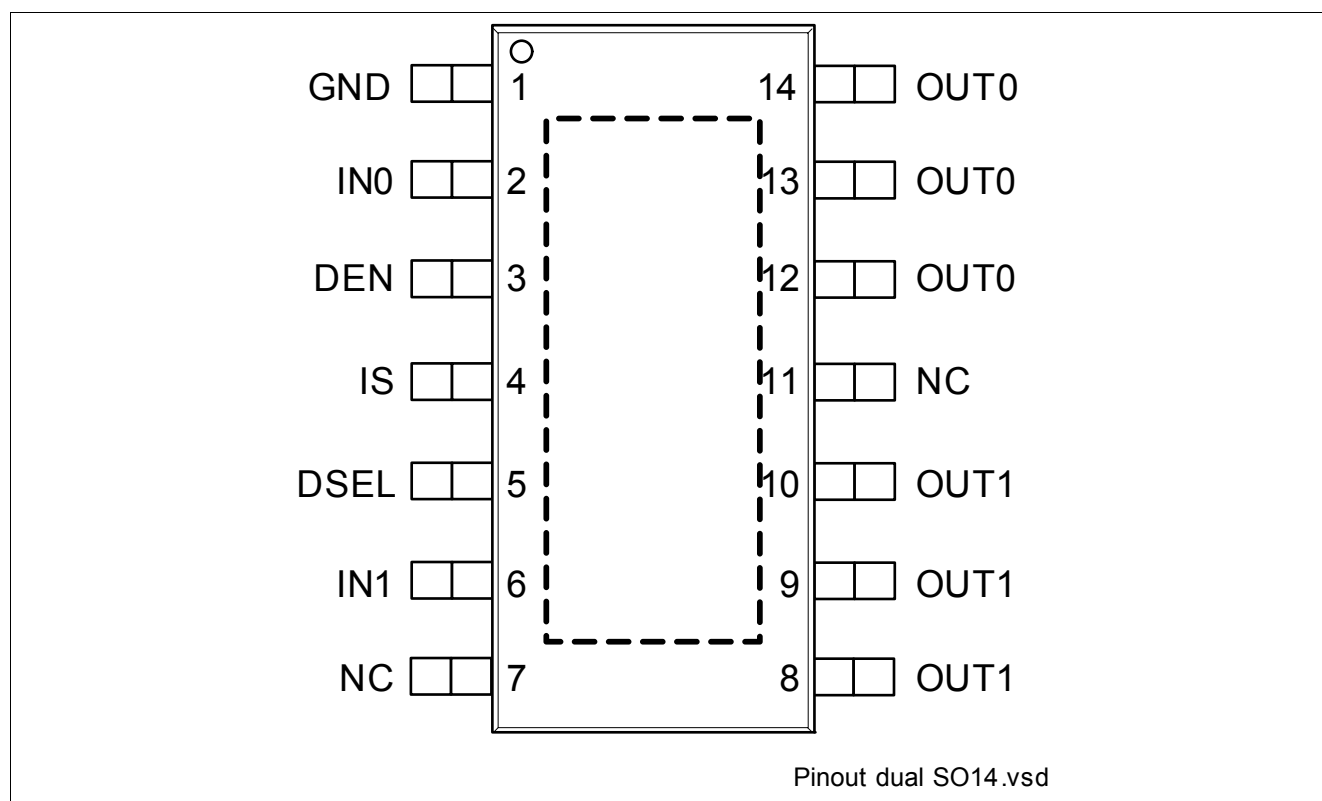 GND 1 14 OUT0
IN0 2 13 OUT0
DEN 3 12 OUT0
IS 4 11 NC
DSEL 5 10 OUT1
IN1 6 9 OUT1
NC 7 8 OUT1
Pinout dual SO14.vsd